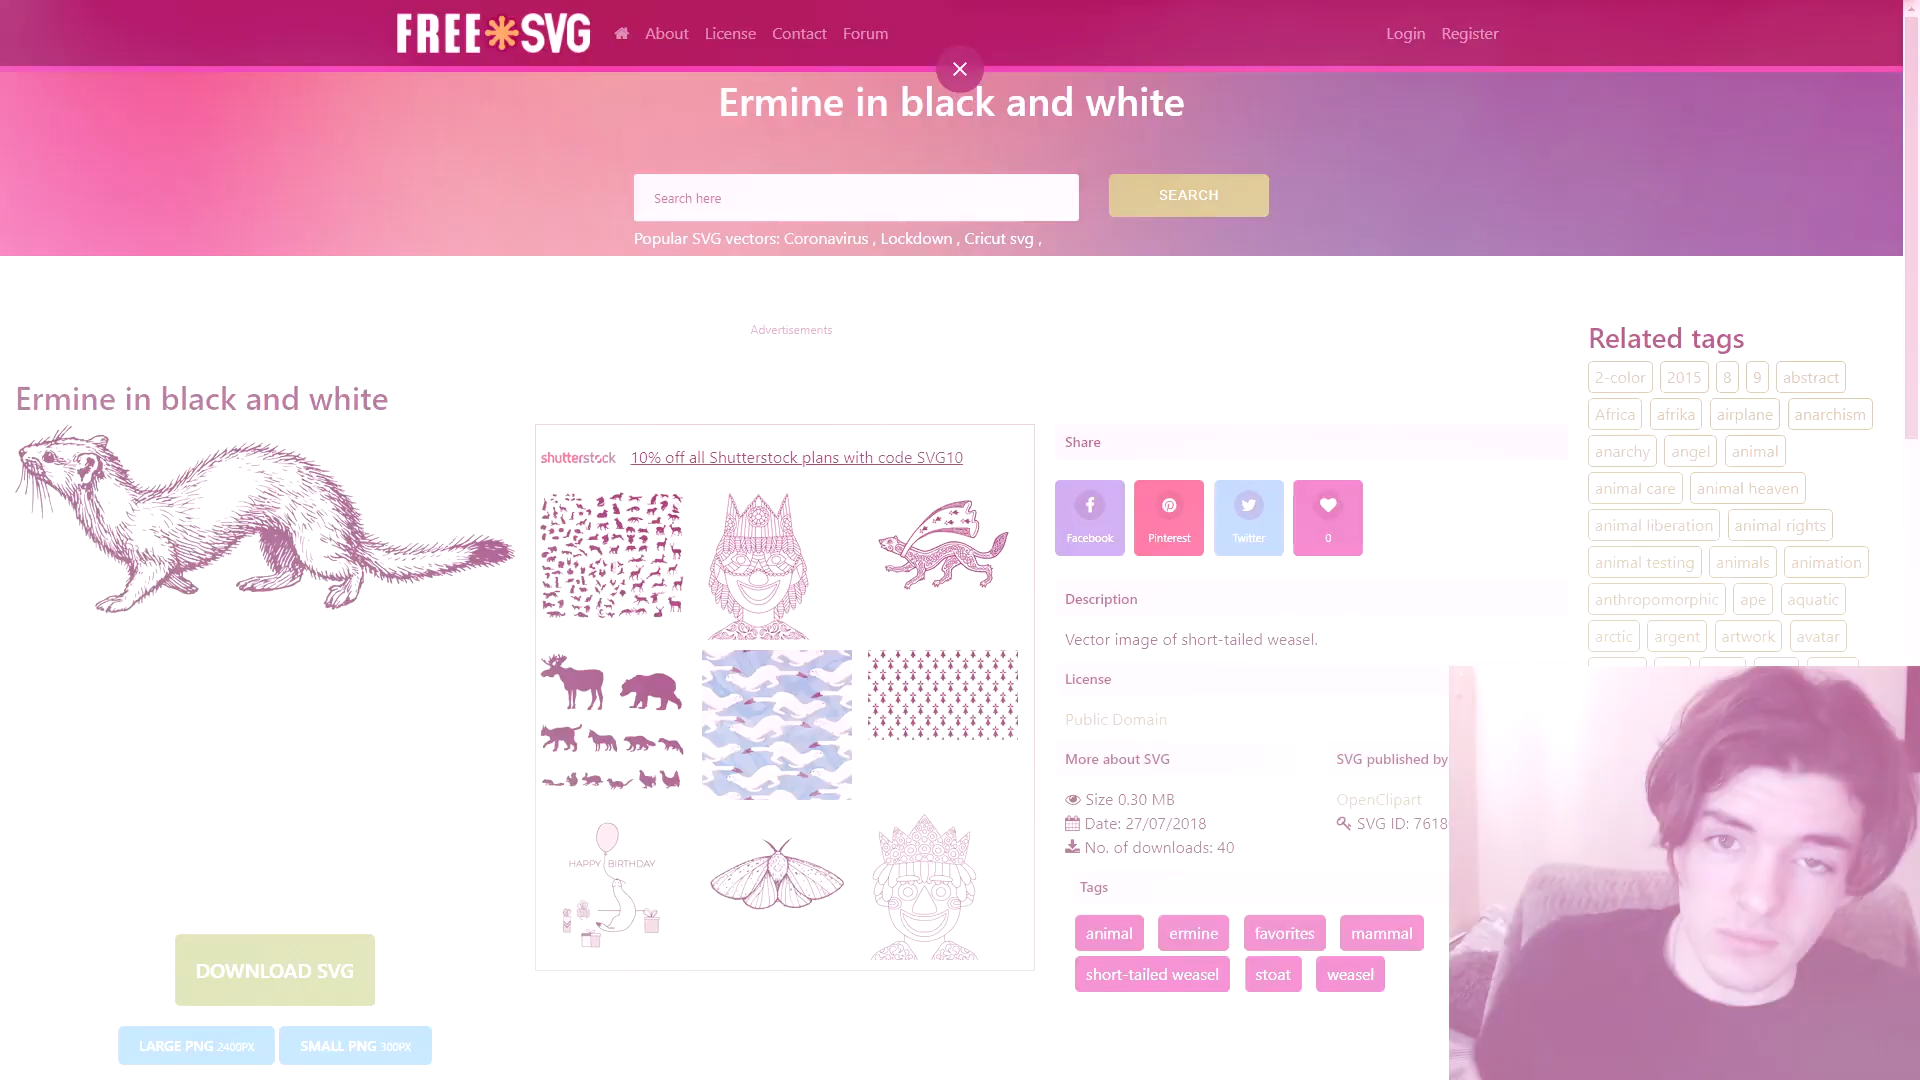 FREE SVG
About License Contact Forum
Login Register
Ermine in black and white
Search here
SEARCH
Popular SVG vectors: Coronavirus , Lockdown , Cricut svg ,
Advertisements
Ermine in black and white
DOWNLOAD SVG
LARGE PNG 2400PX
SMALL PNG 300PX
shutterstock
10% off all Shutterstock plans with code SVG10
HAPPY BIRTHDAY
Share
Facebook
Pinterest
Twitter
0
Description
Vector image of short-tailed weasel.
License
Public Domain
More about SVG
Size 0.30 MB
Date: 27/07/2018
No. of downloads: 40
SVG published by
OpenClipart
SVG ID: 7618
Tags
animal ermine favorites mammal
short-tailed weasel stoat weasel
Related tags
2-color 2015 8 9 abstract
Africa afrika airplane anarchism
anarchy angel animal
animal care animal heaven
animal liberation animal rights
animal testing animals animation
anthropomorphic ape aquatic
arctic argent artwork avatar